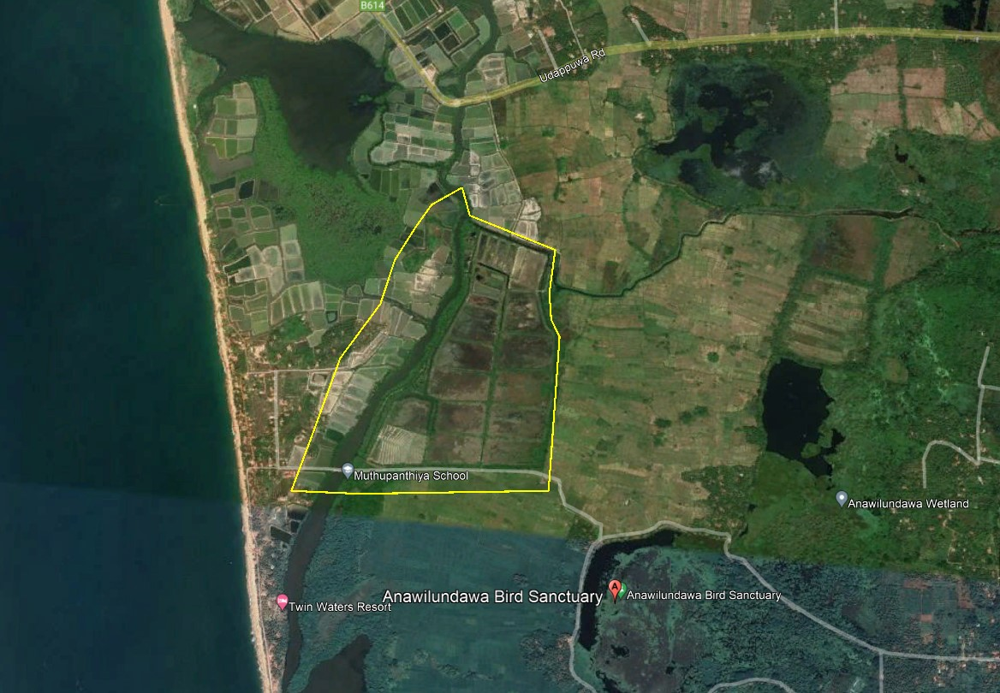 B614
Udappuwa Rd
Muthupanthiya School
Anawilundawa Wetland
A
Anawilundawa Bird Sanctuary
Anawilundawa Bird Sanctuary
Twin Waters Resort